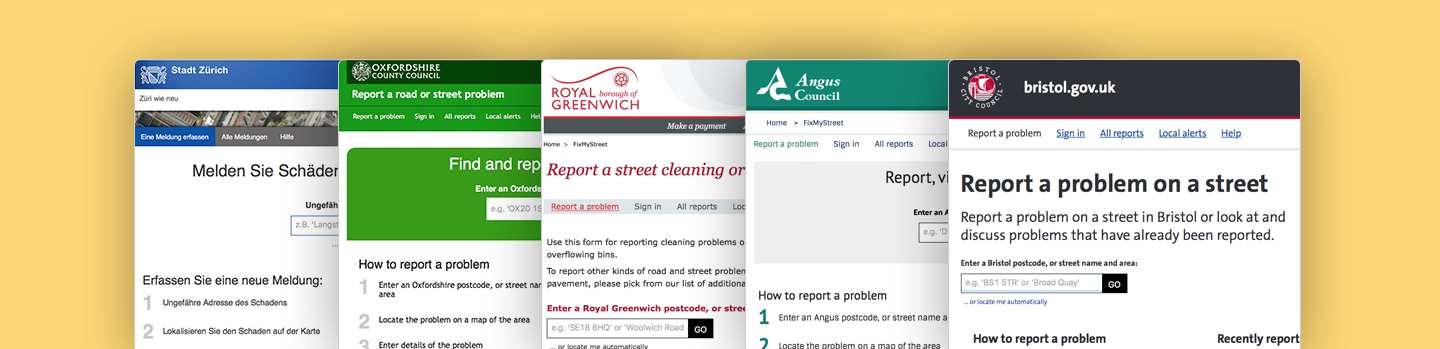 Stadt Zürich
Züri wie neu
Eine Meldung erfassen Alle Meldungen Hilfe
Melden Sie Schäden
Ungefäh
z.B. 'Langst
Erfassen Sie eine neue Meldung:
1 Ungefähre Adresse des Schadens
2 Lokalisieren Sie den Schaden auf der Karte
OXFORDSHIRE
COUNTY COUNCIL
Report a road or street problem
Report a problem Sign in All reports Local alerts Hel
Find and rep
Enter an Oxfords
e.g. 'OX20 1S
How to report a problem
1 Enter an Oxfordshire postcode, or street nam
area
2 Locate the problem on a map of the area
3 Enter details of the problem
ROYAL borough of
GREENWICH
Make a payment
Home > FixMyStreet
Report a street cleaning or
Report a problem Sign in All reports Loc
Use this form for reporting cleaning problems o
overflowing bins.
To report other kinds of road and street problem
pavement, please pick from our list of additiona
Enter a Royal Greenwich postcode, or stree
e.g. 'SE18 6HQ' or 'Woolwich Road GO
... or locate me automatically
Angus
Council
Home > FixMyStreet
Report a problem Sign in All reports Local
Report, vi
Enter an A
e.g. 'D
How to report a problem
1 Enter an Angus postcode, or street name a
2 Locate the problem on a map of the area
BRISTOL
CITY COUNCIL
bristol.gov.uk
Report a problem Sign in All reports Local alerts Help
Report a problem on a street
Report a problem on a street in Bristol or look at and
discuss problems that have already been reported.
Enter a Bristol postcode, or street name and area:
e.g. 'BS1 5TR' or 'Broad Quay' GO
... or locate me automatically
How to report a problem Recently report